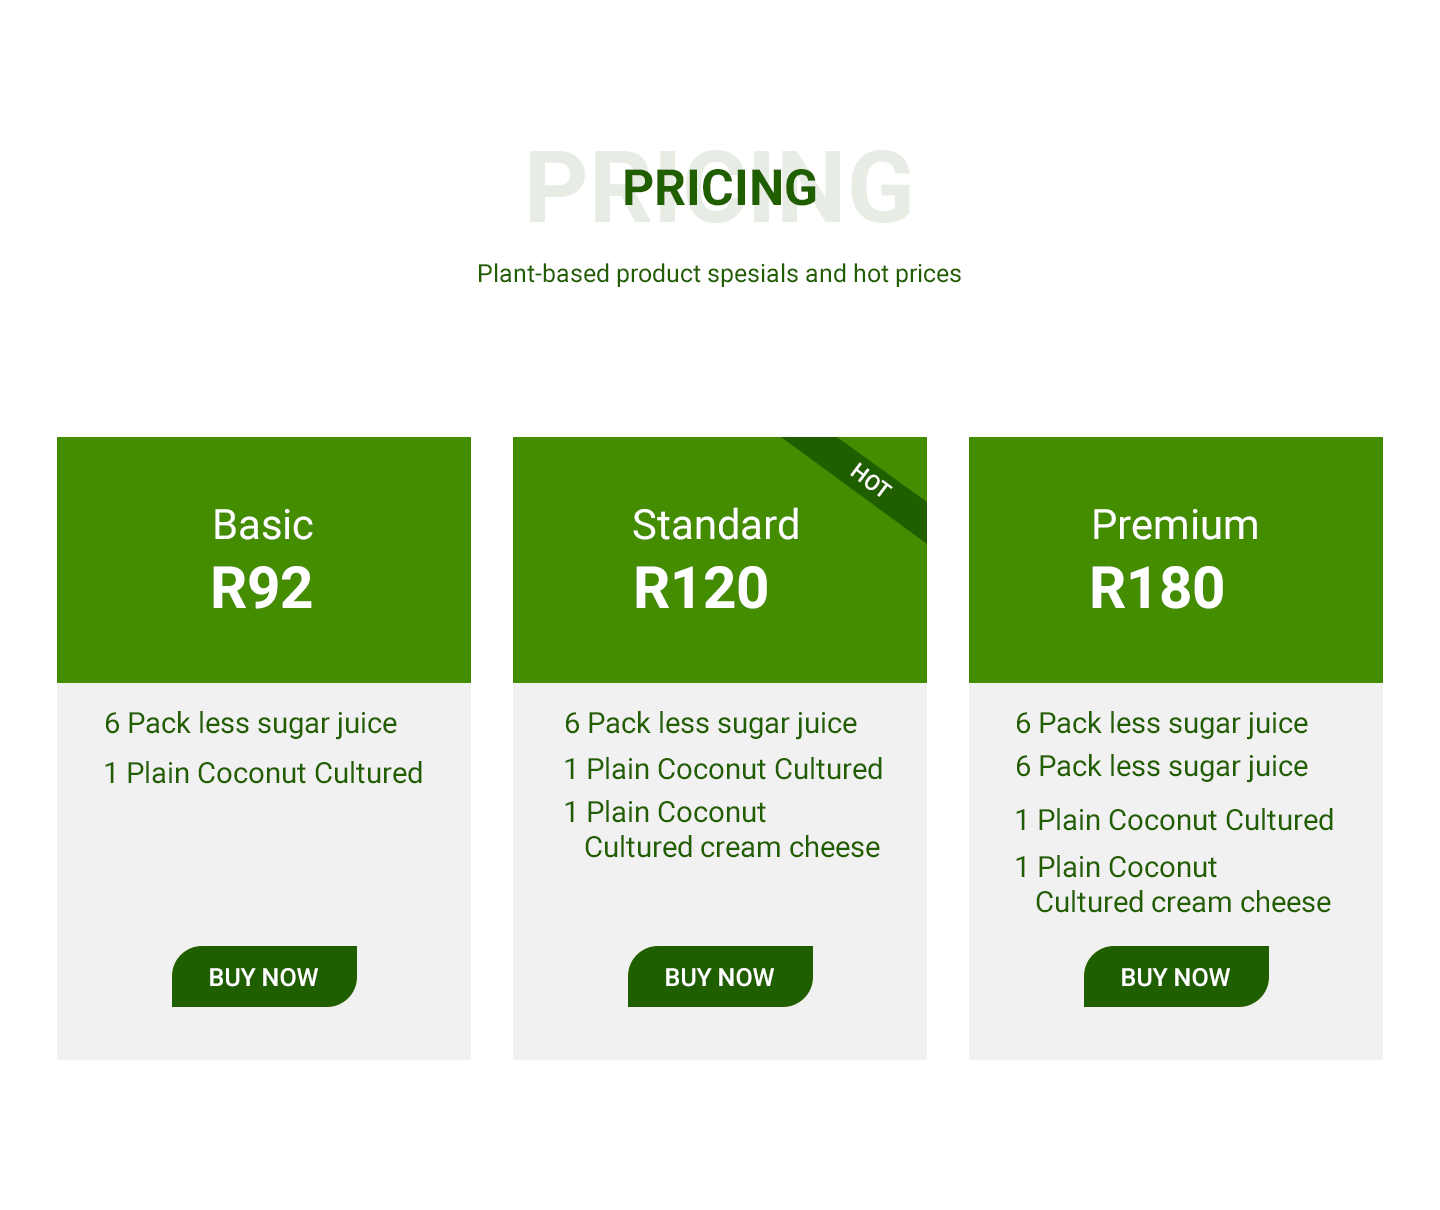 PRICING
PRICING
Plant-based product spesials and hot prices
Basic
R92
6 Pack less sugar juice
1 Plain Coconut Cultured
BUY NOW
HOT
Standard
R120
6 Pack less sugar juice
1 Plain Coconut Cultured
1 Plain Coconut
Cultured cream cheese
BUY NOW
Premium
R180
6 Pack less sugar juice
6 Pack less sugar juice
1 Plain Coconut Cultured
1 Plain Coconut
Cultured cream cheese
BUY NOW